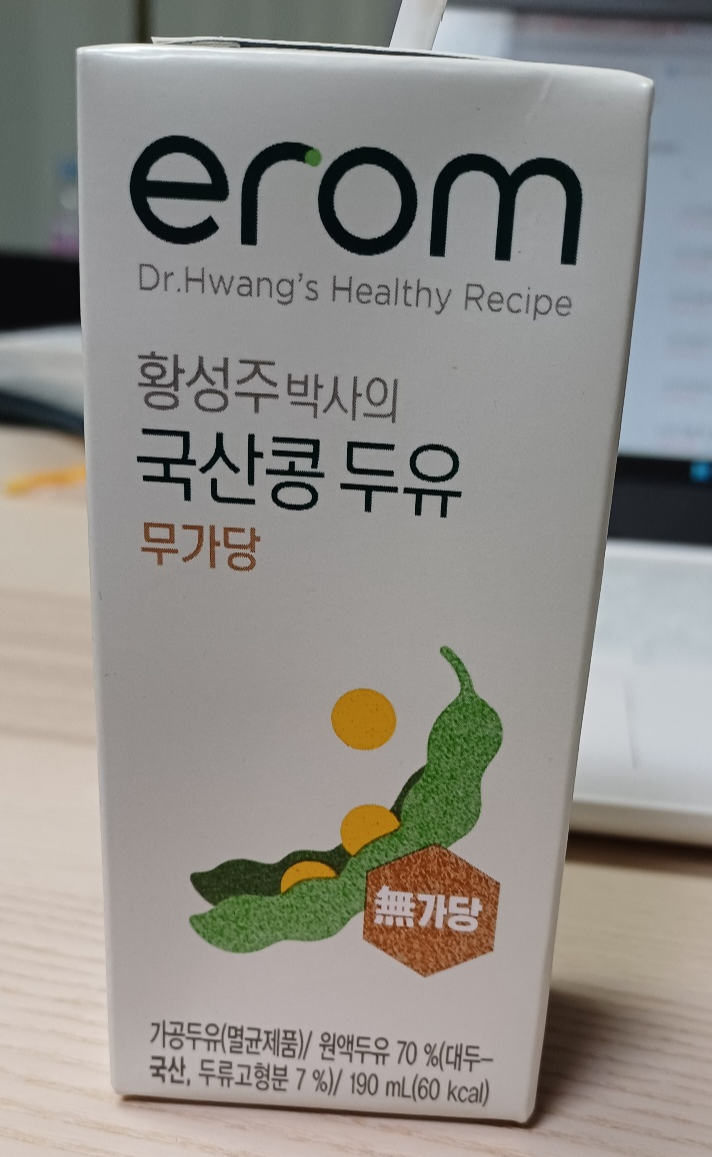 erom
Dr.Hwang's Healthy Recipe
황성주박사의
국산콩 두유
무가당
無가당
가공두유(멸균제품)/ 원액두유 70 %(대두-
국산, 두류고형분 7 %)/ 190 mL(60 kcal)